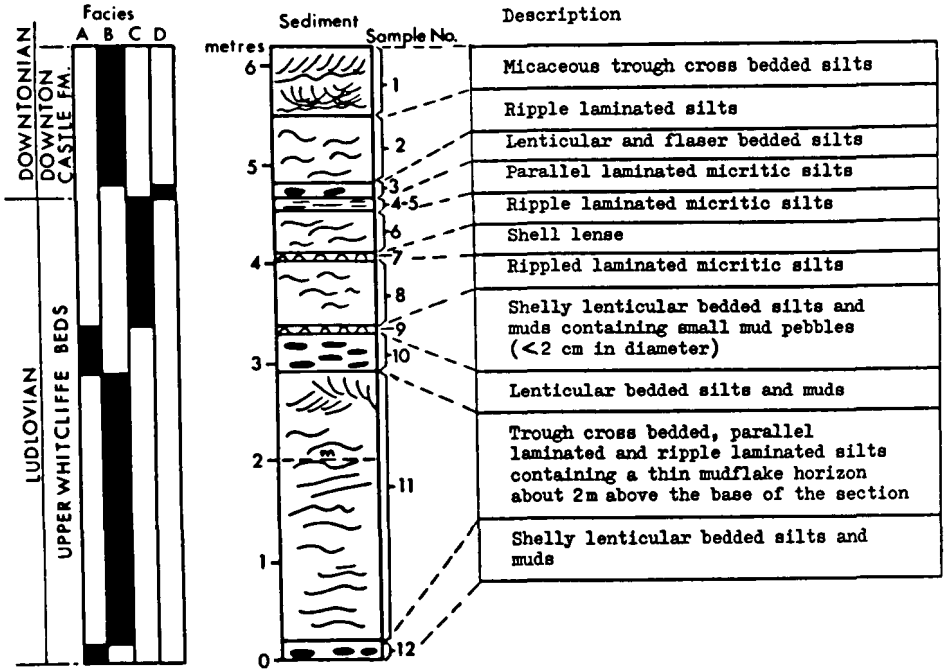 Facies
A B C D
DOWNTONIAN
DOWNTON
CASTLE FM.
LUDLOVIAN
UPPER WHITCLIFFE BEDS
Sediment
metres
Sample No.
6
5
4
3
2
1
0
1
2
3
4-5
6
7
8
9
10
m
11
12
Description
Micaceous trough cross bedded silts
Ripple laminated silts
Lenticular and flaser bedded silts
Parallel laminated micritic silts
Ripple laminated micritic silts
Shell lense
Rippled laminated micritic silts
Shelly lenticular bedded silts and
muds containing small mud pebbles
(<2 cm in diameter)
Lenticular bedded silts and muds
Trough cross bedded, parallel
laminated and ripple laminated silts
containing a thin mudflake horizon
about 2m above the base of the section
Shelly lenticular bedded silts and
muds